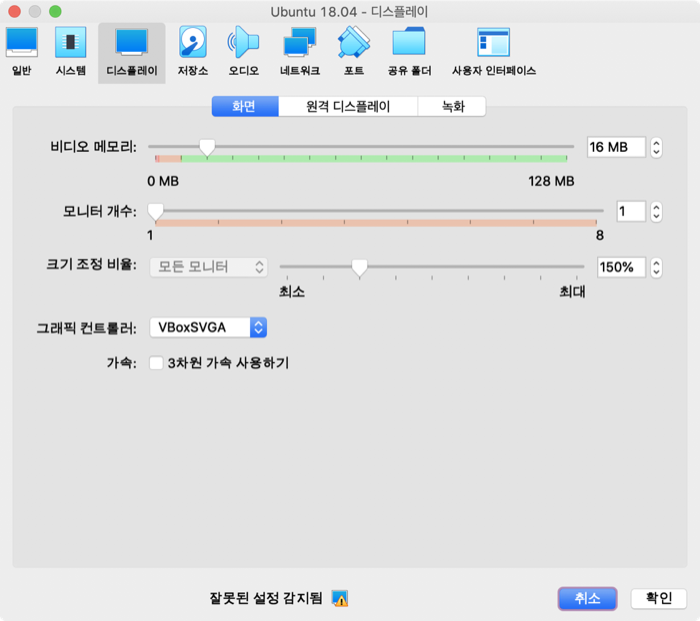 Ubuntu 18.04 - 디스플레이
일반 시스템 디스플레이 저장소 오디오 네트워크 포트 공유 폴더 사용자 인터페이스
화면 원격 디스플레이 녹화
비디오 메모리: 16 MB
0 MB 128 MB
모니터 개수: 1
1 8
크기 조정 비율: 모든 모니터 150%
최소 최대
그래픽 컨트롤러: VBoxSVGA
가속: 3차원 가속 사용하기
잘못된 설정 감지됨 취소 확인